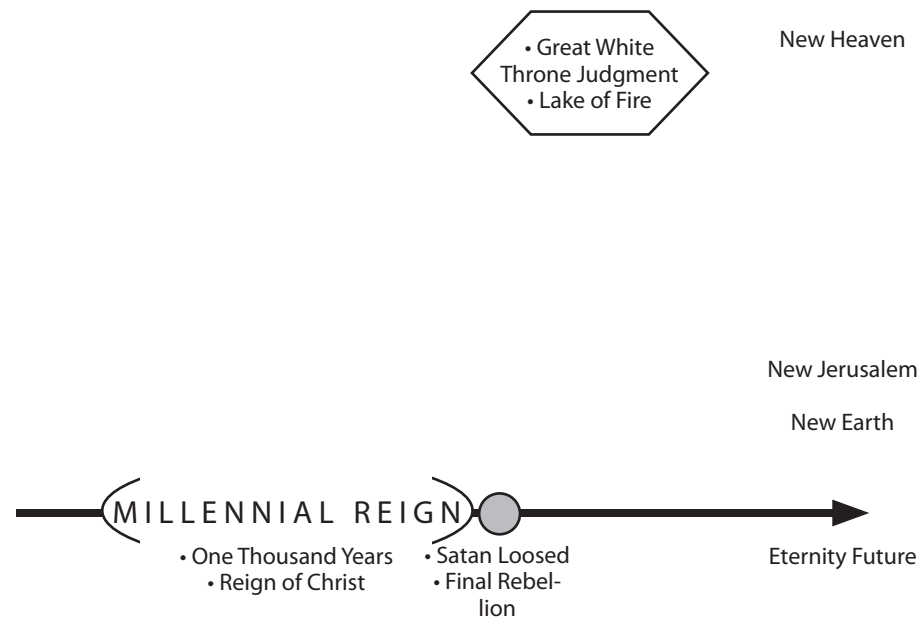 • Great White
Throne Judgment
• Lake of Fire
New Heaven
New Jerusalem
New Earth
MILLENNIAL REIGN
• One Thousand Years
• Reign of Christ
• Satan Loosed
• Final Rebel-
lion
Eternity Future